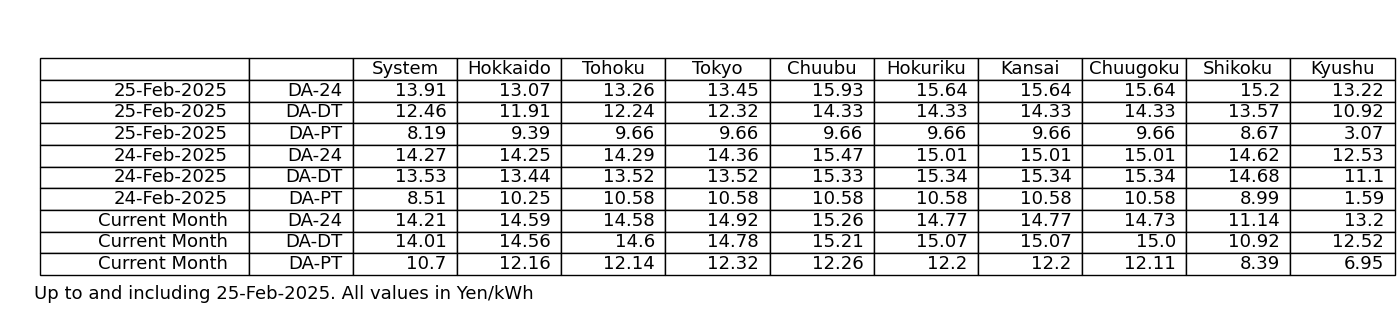 System Hokkaido Tohoku Tokyo Chuubu Hokuriku Kansai Chuugoku Shikoku Kyushu
25-Feb-2025 DA-24 13.91 13.07 13.26 13.45 15.93 15.64 15.64 15.64 15.2 13.22
25-Feb-2025 DA-DT 12.46 11.91 12.24 12.32 14.33 14.33 14.33 14.33 13.57 10.92
25-Feb-2025 DA-PT 8.19 9.39 9.66 9.66 9.66 9.66 9.66 9.66 8.67 3.07
24-Feb-2025 DA-24 14.27 14.25 14.29 14.36 15.47 15.01 15.01 15.01 14.62 12.53
24-Feb-2025 DA-DT 13.53 13.44 13.52 13.52 15.33 15.34 15.34 15.34 14.68 11.1
24-Feb-2025 DA-PT 8.51 10.25 10.58 10.58 10.58 10.58 10.58 10.58 8.99 1.59
Current Month DA-24 14.21 14.59 14.58 14.92 15.26 14.77 14.77 14.73 11.14 13.2
Current Month DA-DT 14.01 14.56 14.6 14.78 15.21 15.07 15.07 15.0 10.92 12.52
Current Month DA-PT 10.7 12.16 12.14 12.32 12.26 12.2 12.2 12.11 8.39 6.95
Up to and including 25-Feb-2025. All values in Yen/kWh